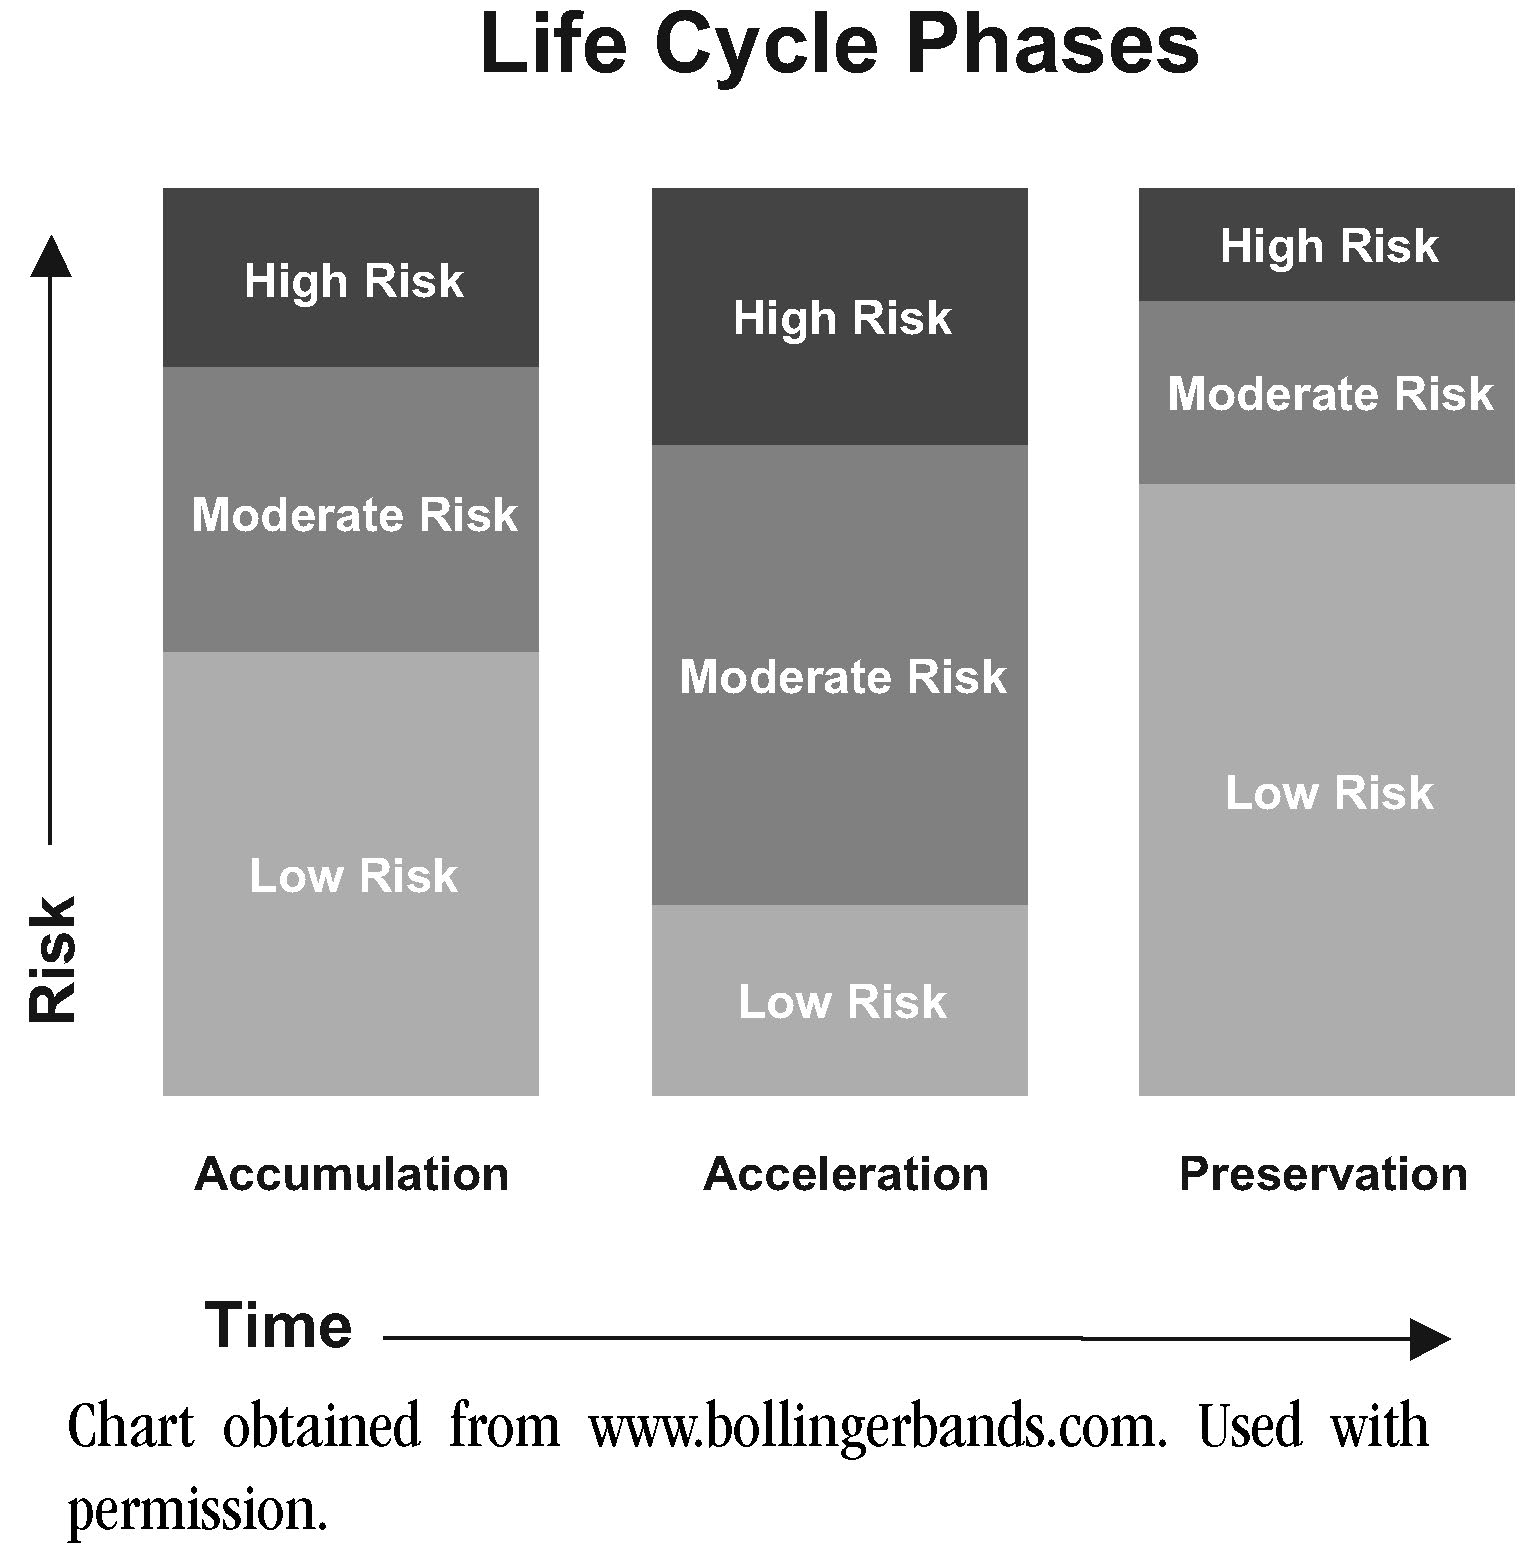 Life Cycle Phases
High Risk
Moderate Risk
Low Risk
High Risk
Moderate Risk
Low Risk
High Risk
Moderate Risk
Low Risk
Risk
Accumulation
Acceleration
Preservation
Time
Chart obtained from www.bollingerbands.com. Used with
permission.